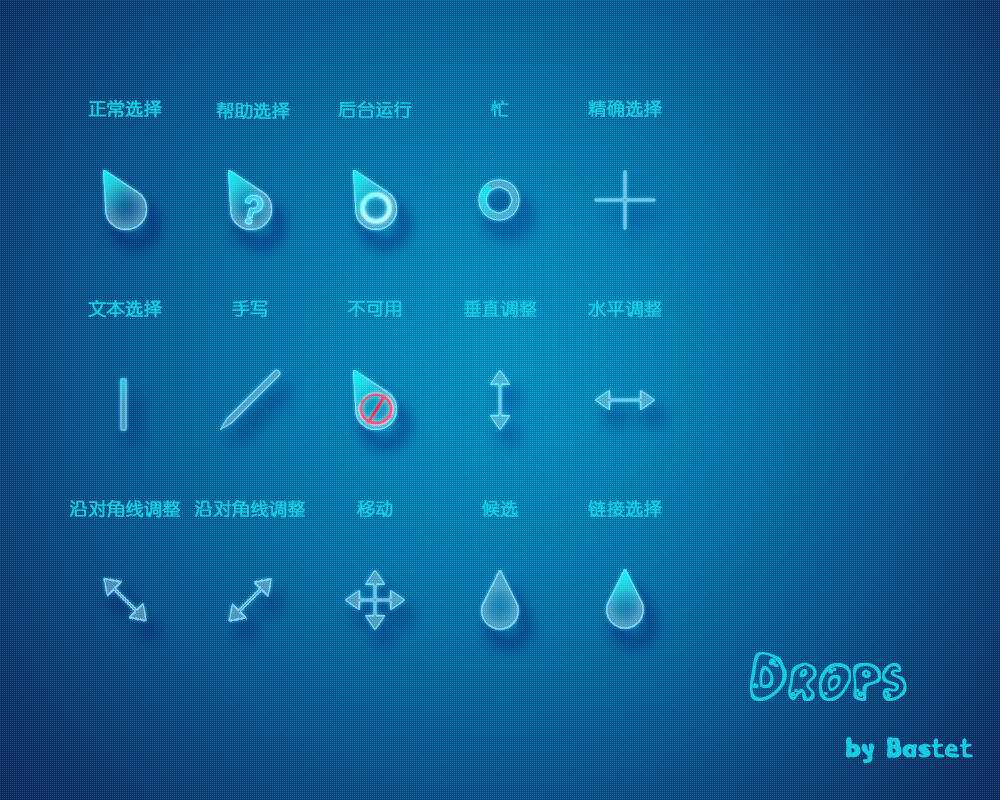 正常选择 帮助选择 后台运行 忙 精确选择
?
文本选择 手写 不可用 垂直调整 水平调整
沿对角线调整 沿对角线调整 移动 候选 链接选择
DROPS
by Bastet